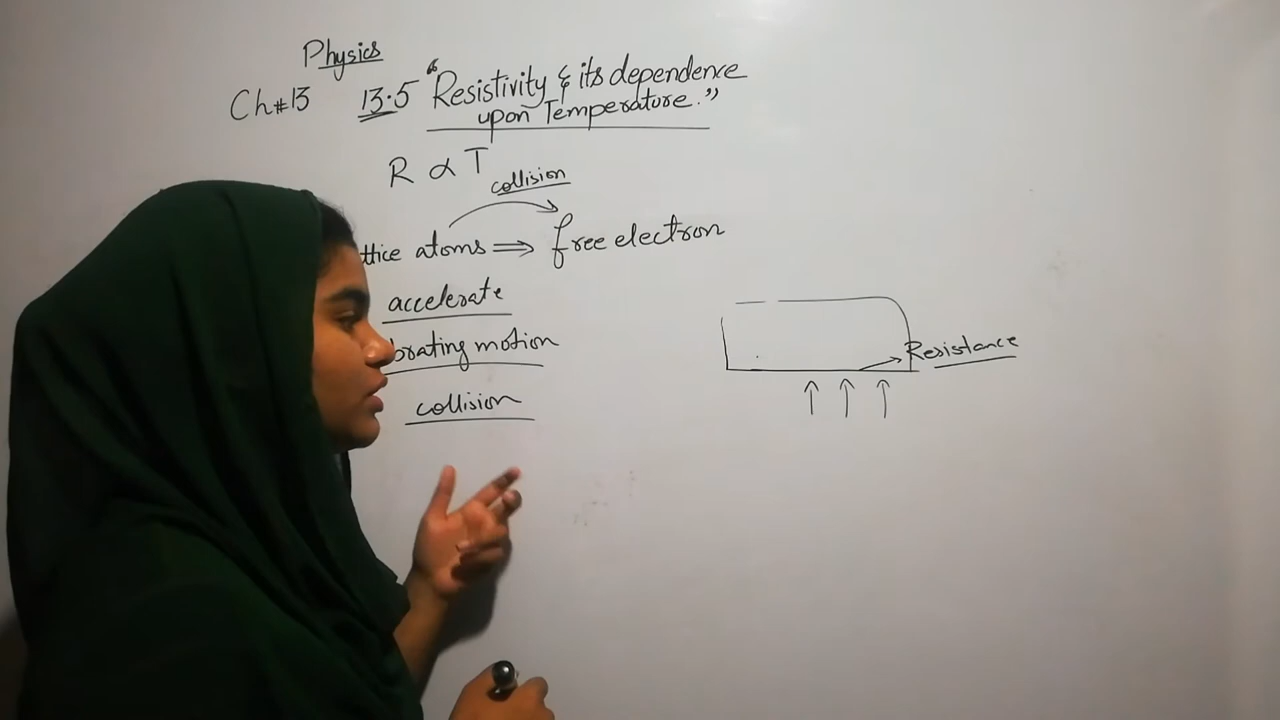 Physics
Ch#13 13.5 "Resistivity & its dependence
upon Temperature."
R ∝ T
collision
ttice atoms ⇒ free electron
accelerate
brating motion
collision
Resistance